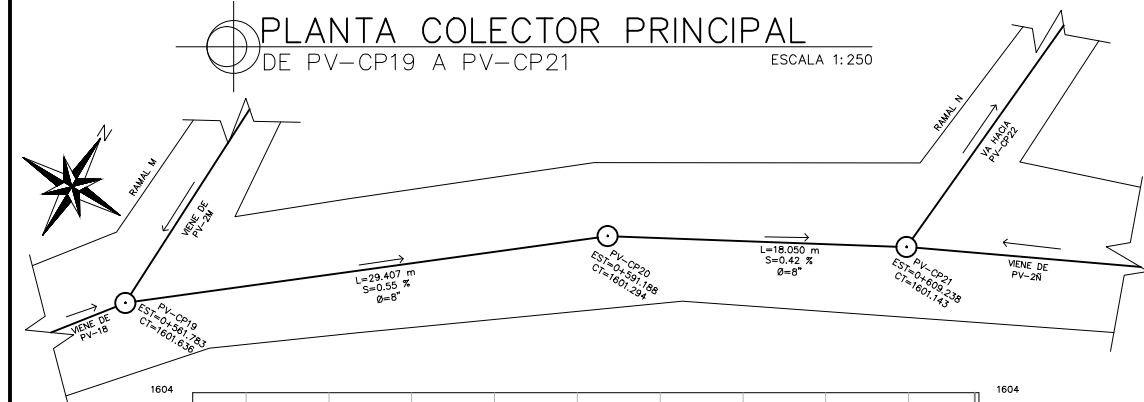 PLANTA COLECTOR PRINCIPAL
DE PV-CP19 A PV-CP21
ESCALA 1:250
N
RAMAL M
VIENE DE
PV-2M
VIENE DE
PV-18
PV-CP19
EST=0+561.783
CT=1601.636
L=29.407 m
S=0.55 %
Ø=8"
PV-CP20
EST=0+591.188
CT=1601.294
L=18.050 m
S=0.42 %
Ø=8"
RAMAL N
VA HACIA
PV-CP22
PV-CP21
EST=0+609.238
CT=1601.143
VIENE DE
PV-2Ñ
1604
1604